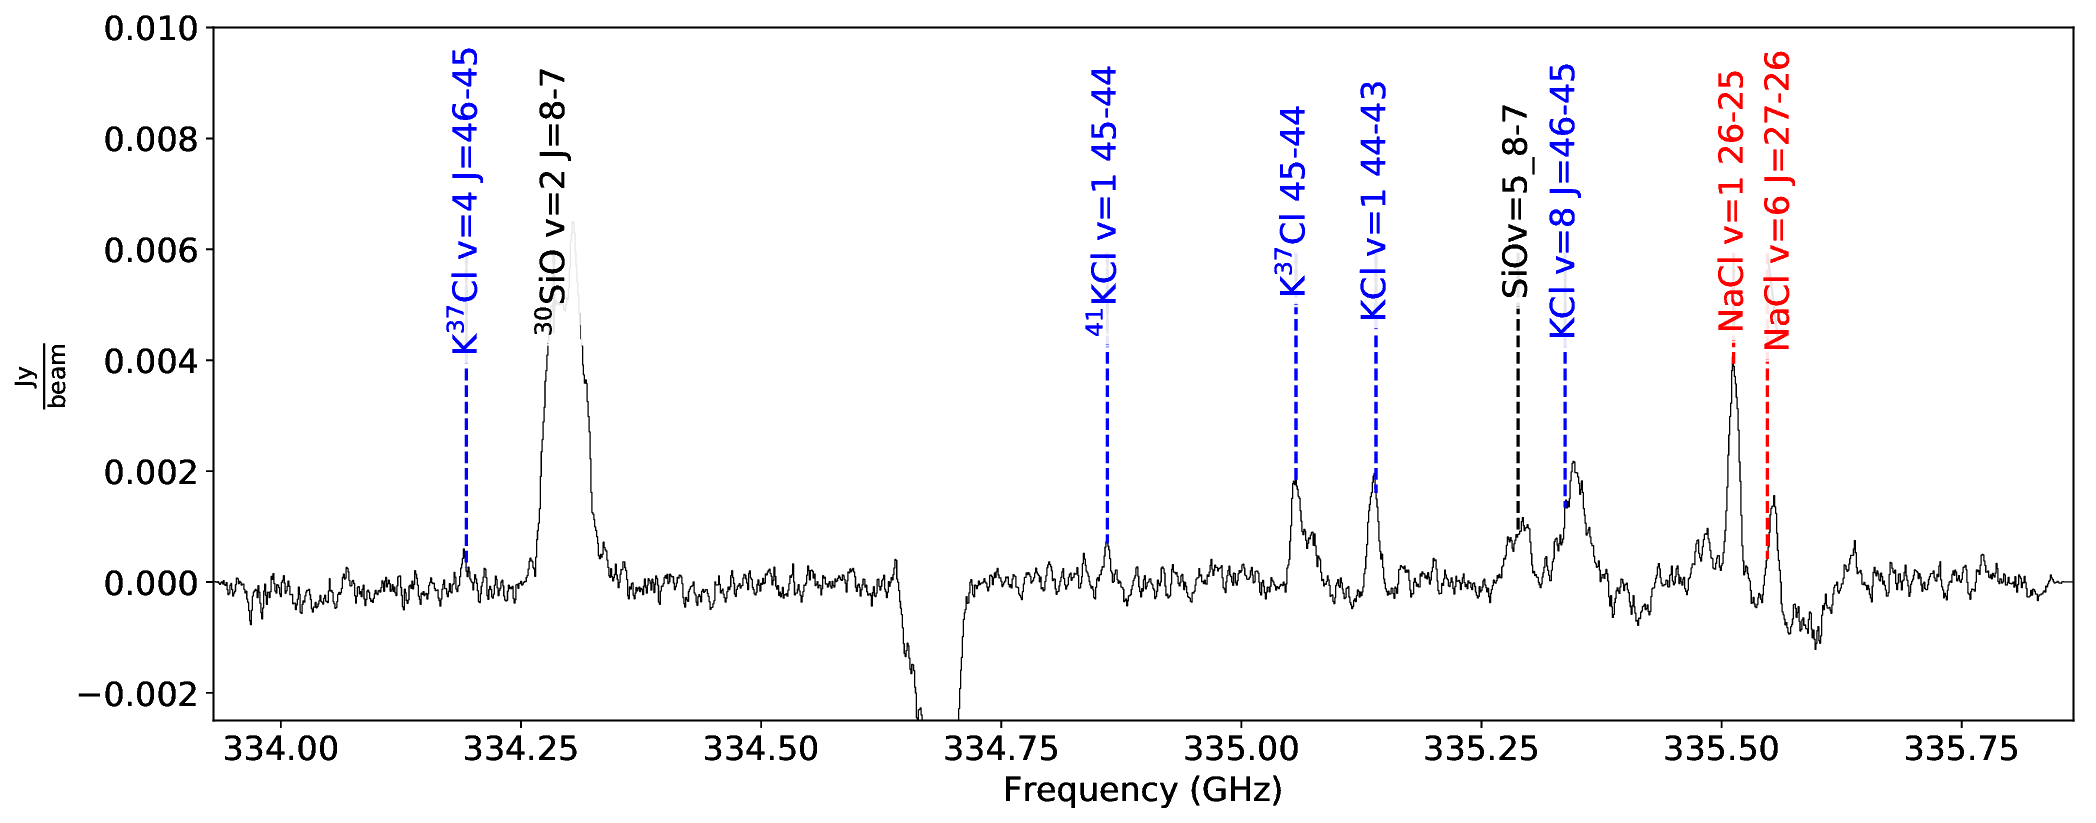 0.010
0.008
0.006
0.004
0.002
0.000
−0.002
Jy
beam
K³⁷Cl v=4 J=46-45
³⁰SiO v=2 J=8-7
⁴¹KCl v=1 45-44
K³⁷Cl 45-44
KCl v=1 44-43
SiOv=5_8-7
KCl v=8 J=46-45
NaCl v=1 26-25
NaCl v=6 J=27-26
334.00 334.25 334.50 334.75 335.00 335.25 335.50 335.75
Frequency (GHz)